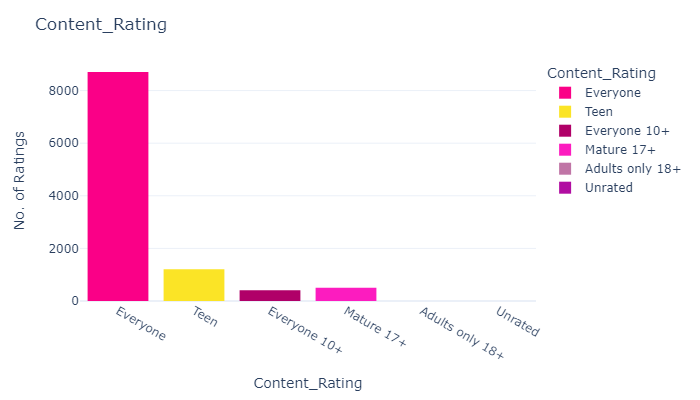 Content_Rating
No. of Ratings
8000
6000
4000
2000
0
Everyone
Teen
Everyone 10+
Mature 17+
Adults only 18+
Unrated
Content_Rating
Content_Rating
Everyone
Teen
Everyone 10+
Mature 17+
Adults only 18+
Unrated